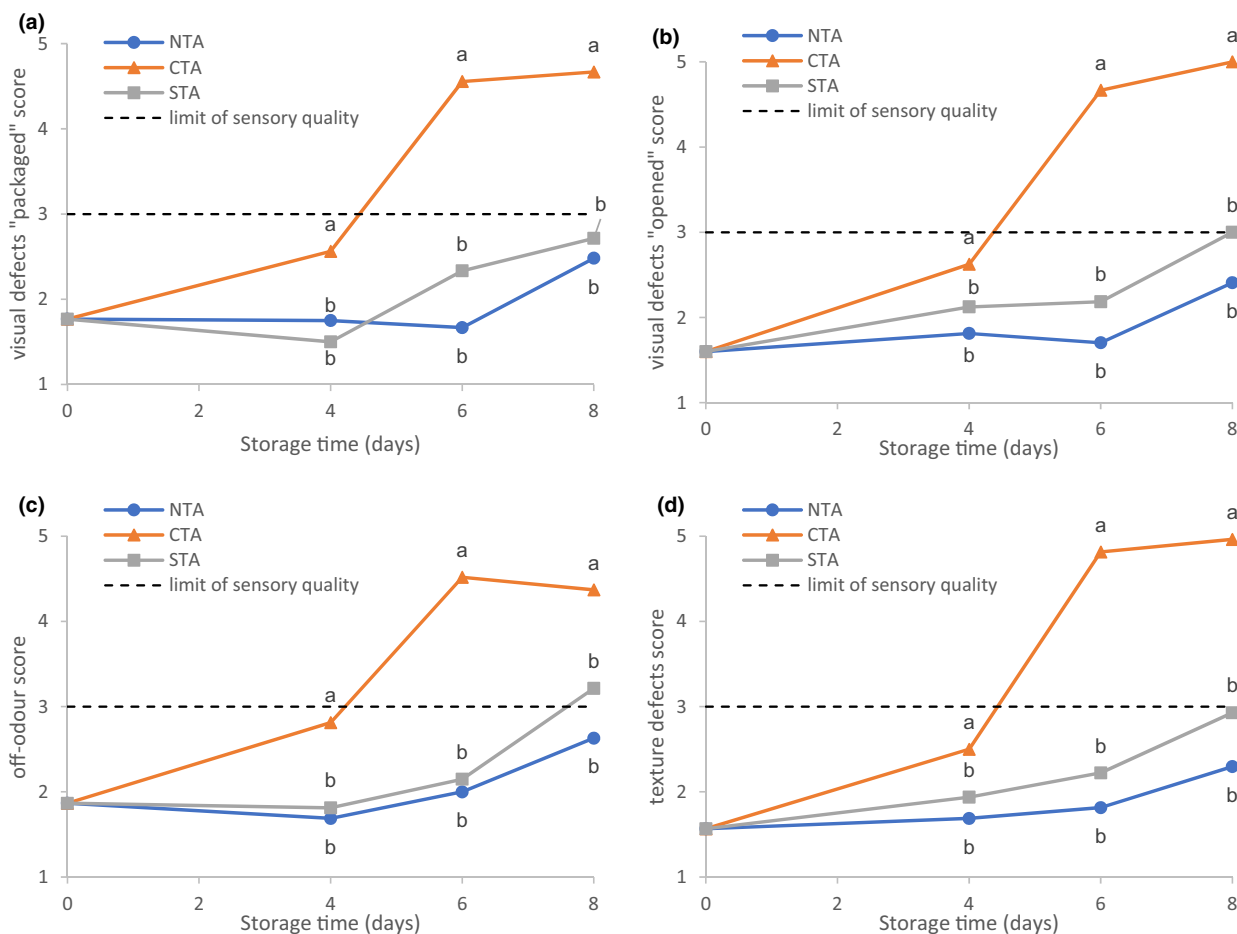 (a)
NTA
CTA
STA
limit of sensory quality
visual defects "packaged" score
5
4
3
2
1
a
a
a
b
b
b
b
b
b
0
2
4
6
8
Storage time (days)
(b)
NTA
CTA
STA
limit of sensory quality
visual defects "opened" score
5
4
3
2
1
a
a
a
b
b
b
b
b
b
0
2
4
6
8
Storage time (days)
(c)
NTA
CTA
STA
limit of sensory quality
off-odour score
5
4
3
2
1
a
a
a
b
b
b
b
b
b
0
2
4
6
8
Storage time (days)
(d)
NTA
CTA
STA
limit of sensory quality
texture defects score
5
4
3
2
1
a
a
a
b
b
b
b
b
b
0
2
4
6
8
Storage time (days)